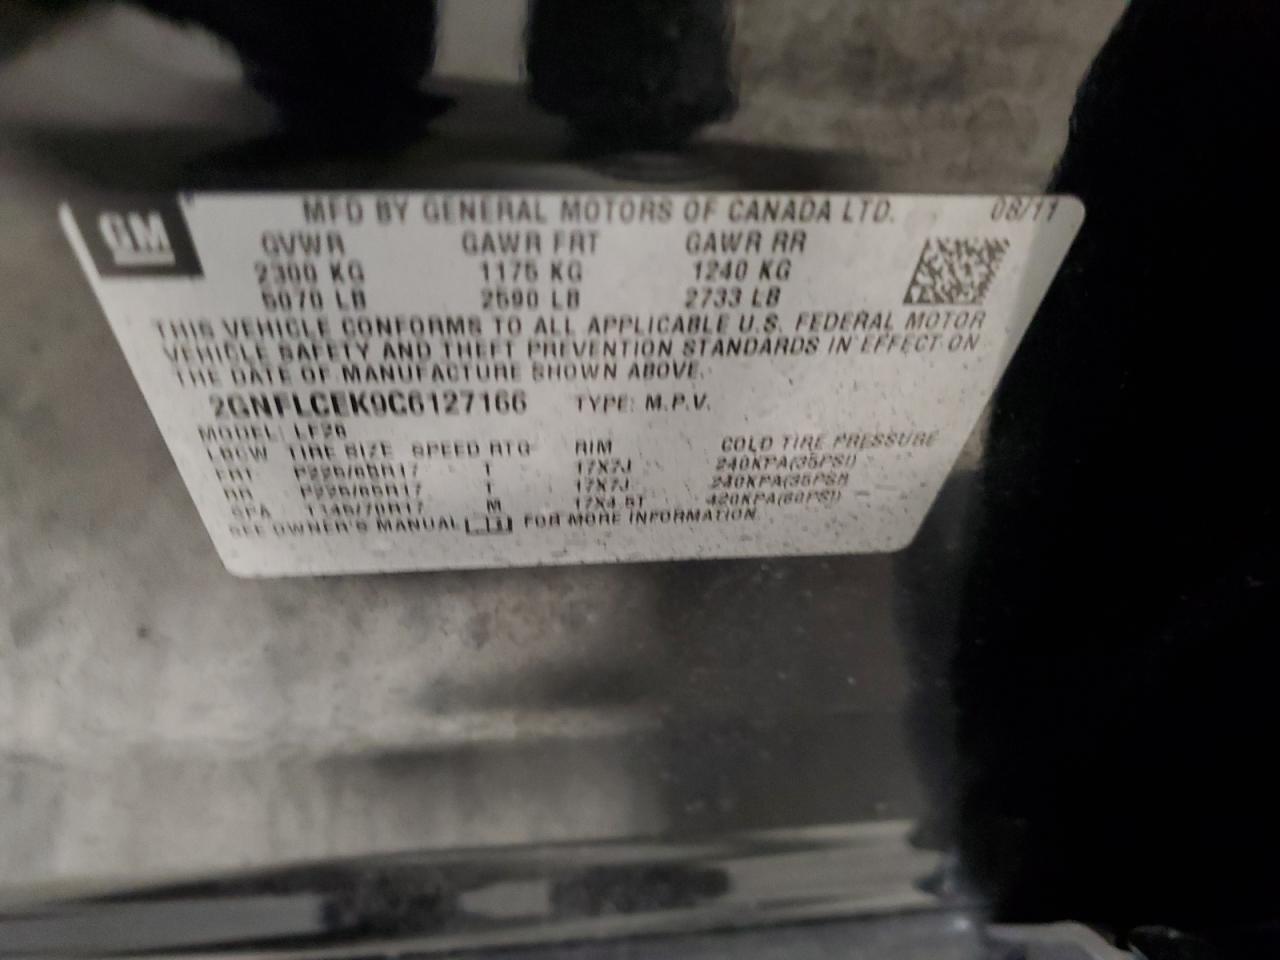 GM
MFD BY GENERAL MOTORS OF CANADA LTD. 08/11
GVWR GAWR FRT GAWR RR
2300 KG 1175 KG 1240 KG
5070 LB 2590 LB 2733 LB
THIS VEHICLE CONFORMS TO ALL APPLICABLE U.S. FEDERAL MOTOR
VEHICLE SAFETY AND THEFT PREVENTION STANDARDS IN EFFECT ON
THE DATE OF MANUFACTURE SHOWN ABOVE.
2GNFLCEK9C6127166 TYPE: M.P.V.
MODEL: LF26
LBCW TIRE SIZE SPEED RTG RIM COLD TIRE PRESSURE
FRT P225/65R17 T 17X7J 240KPA(35PSI)
RR P225/65R17 T 17X7J 240KPA(35PSI)
SPA T145/70R17 M 17X4.5T 420KPA(60PSI)
SEE OWNER'S MANUAL FOR MORE INFORMATION.